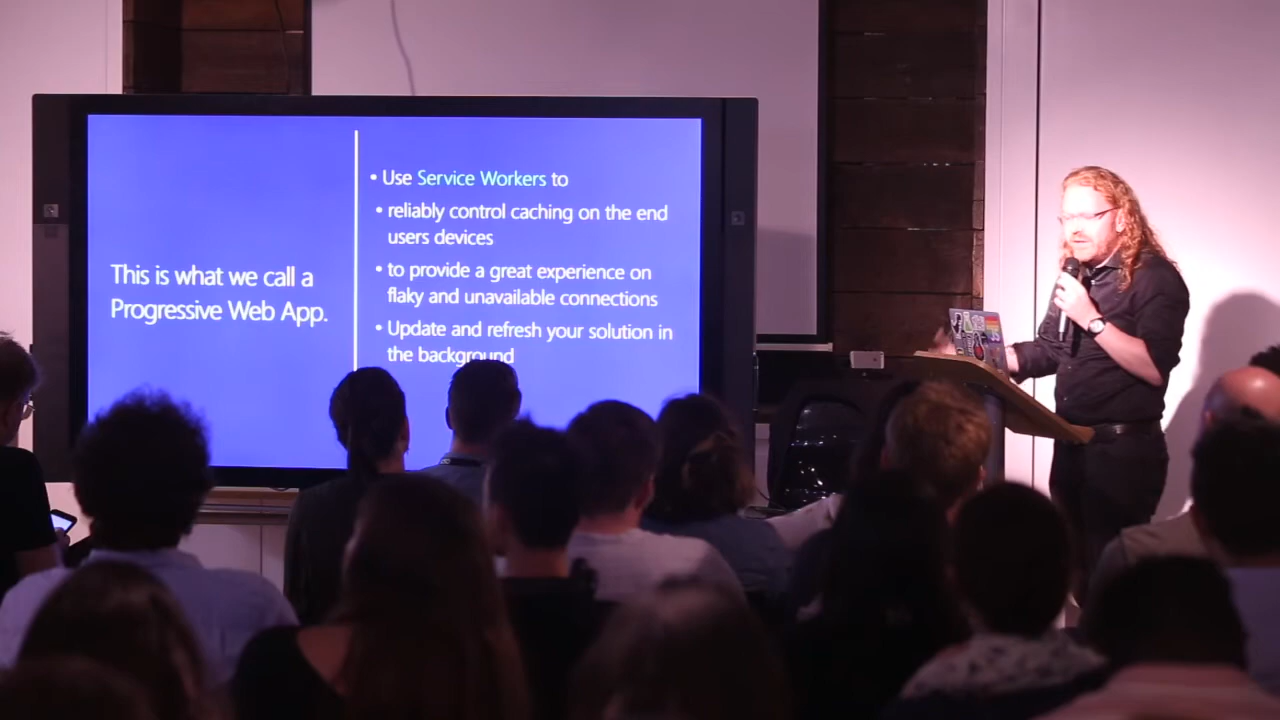 This is what we call a
Progressive Web App.
• Use Service Workers to
• reliably control caching on the end
users devices
• to provide a great experience on
flaky and unavailable connections
• Update and refresh your solution in
the background